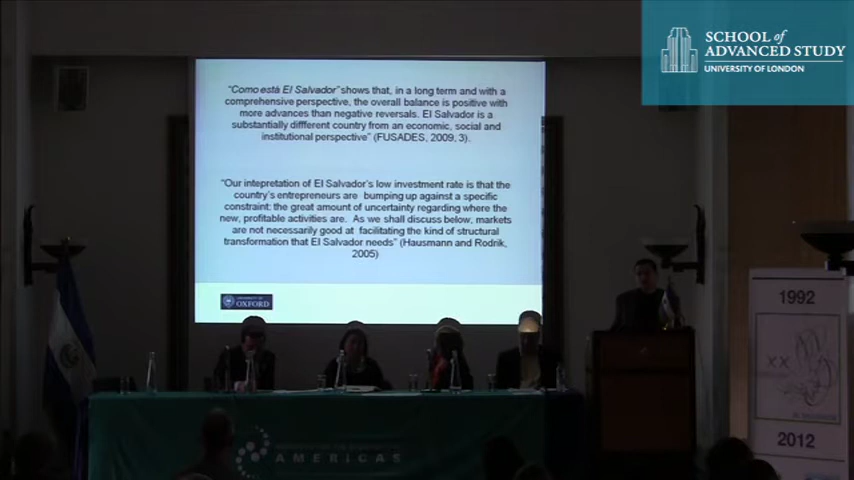 SCHOOL of
ADVANCED STUDY
UNIVERSITY OF LONDON
“Como está El Salvador” shows that, in a long term and with a
comprehensive perspective, the overall balance is positive with
more advances than negative reversals. El Salvador is a
substantially diffferent country from an economic, social and
institutional perspective” (FUSADES, 2009, 3).
“Our intepretation of El Salvador’s low investment rate is that the
country’s entrepreneurs are bumping up against a specific
constraint: the great amount of uncertainty regarding where the
new, profitable activities are. As we shall discuss below, markets
are not necessarily good at facilitating the kind of structural
transformation that El Salvador needs” (Hausmann and Rodrik,
2005)
UNIVERSITY OF
OXFORD
1992
XX
EL SALVADOR
2012
AMERICAS